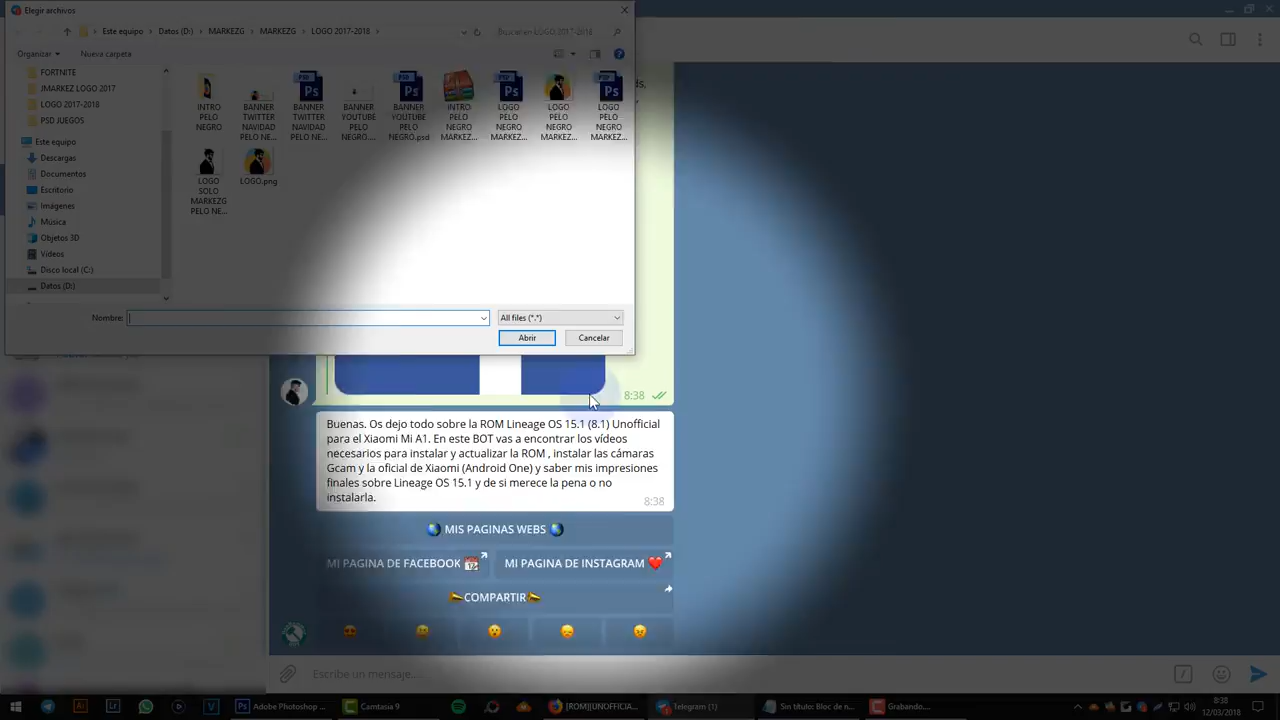 Elegir archivos
Este equipo › Datos (D:) › MARKEZG › MARKEZG › LOGO 2017-2018 ›
Buscar en LOGO 2017-2018
Organizar
Nueva carpeta
FORTNITE
JMARKEZ LOGO 2017
LOGO 2017-2018
PSD JUEGOS
Este equipo
Descargas
Documentos
Escritorio
Imágenes
Música
Objetos 3D
Vídeos
Disco local (C:)
Datos (D:)
INTRO
PELO
NEGRO
BANNER
TWITTER
NAVIDAD
PELO NE...
BANNER
TWITTER
NAVIDAD
PELO NE...
BANNER
YOUTUBE
PELO
NEGRO....
BANNER
YOUTUBE
PELO
NEGRO.psd
INTRO
PELO
NEGRO
MARKEZ...
LOGO
PELO
NEGRO
MARKEZ...
LOGO
PELO
NEGRO
MARKEZ...
LOGO
PELO
NEGRO
MARKEZ...
LOGO
SOLO
MARKEZG
PELO NE...
LOGO.png
Nombre:
All files (*.*)
Abrir
Cancelar
ds,
8:38
Buenas. Os dejo todo sobre la ROM Lineage OS 15.1 (8.1) Unofficial
para el Xiaomi Mi A1. En este BOT vas a encontrar los vídeos
necesarios para instalar y actualizar la ROM , instalar las cámaras
Gcam y la oficial de Xiaomi (Android One) y saber mis impresiones
finales sobre Lineage OS 15.1 y de si merece la pena o no
instalarla.
8:38
🌏 MIS PAGINAS WEBS 🌏
MI PAGINA DE FACEBOOK 📆
MI PAGINA DE INSTAGRAM ❤️
📣COMPARTIR📣
Escribe un mensaje...
Adobe Photoshop ...
Camtasia 9
[ROM][UNOFFICIA...
Telegram (1)
Sin título: Bloc de n...
Grabando....
8:38
12/03/2018